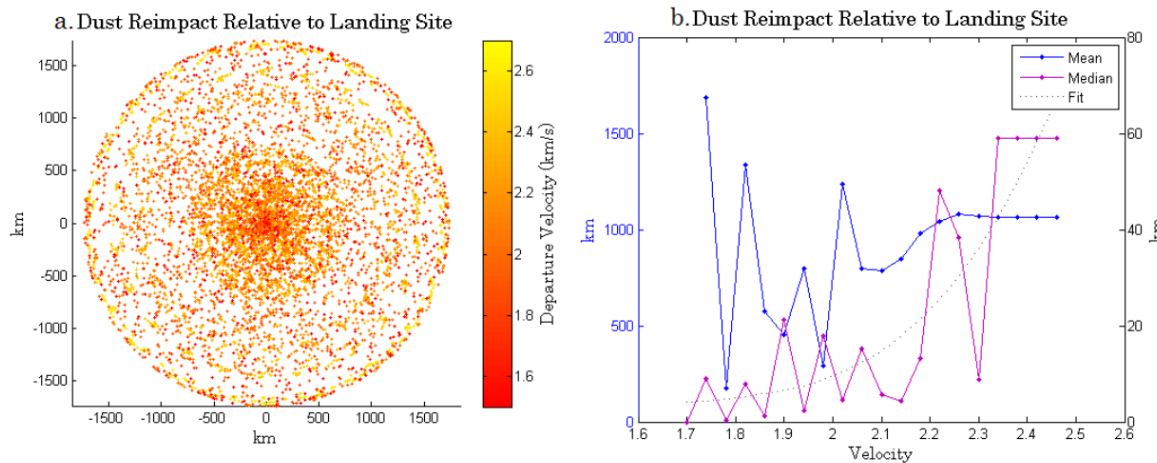 a. Dust Reimpact Relative to Landing Site
1500
1000
500
0
-500
-1000
-1500
km
-1500 -1000 -500 0 500 1000 1500
km
2.6
2.4
2.2
2
1.8
1.6
Departure Velocity (km/s)
b. Dust Reimpact Relative to Landing Site
2000
1500
1000
500
0
km
Mean
Median
Fit
80
60
40
20
0
km
1.6 1.7 1.8 1.9 2 2.1 2.2 2.3 2.4 2.5 2.6
Velocity